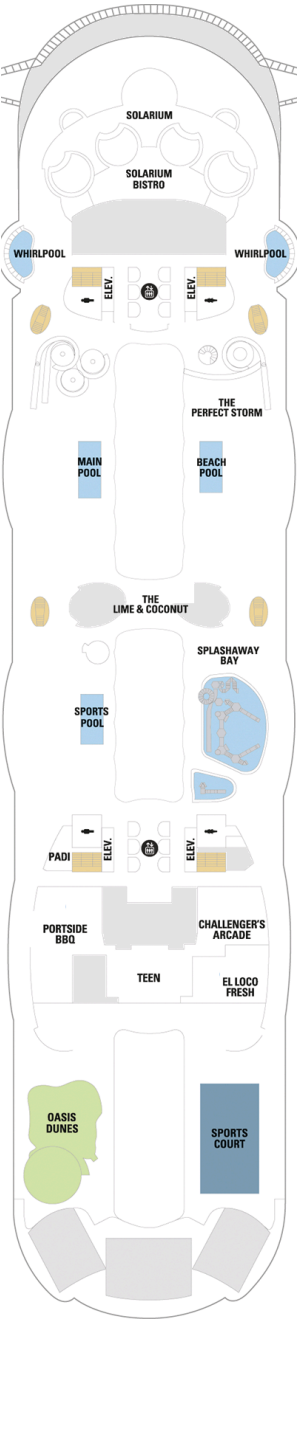 SOLARIUM
SOLARIUM
BISTRO
WHIRLPOOL
WHIRLPOOL
ELEV.
ELEV.
THE
PERFECT STORM
MAIN
POOL
BEACH
POOL
THE
LIME & COCONUT
SPLASHAWAY
BAY
SPORTS
POOL
PADI
ELEV.
ELEV.
PORTSIDE
BBQ
CHALLENGER'S
ARCADE
TEEN
EL LOCO
FRESH
OASIS
DUNES
SPORTS
COURT